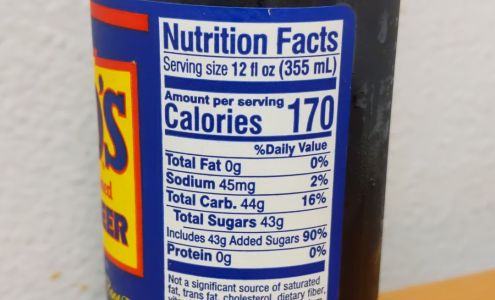 'S
Nutrition Facts
Serving size 12 fl oz (355 mL)
Amount per serving
Calories 170
%Daily Value
Total Fat 0g 0%
Sodium 45mg 2%
Total Carb. 44g 16%
Total Sugars 43g
Includes 43g Added Sugars 90%
Protein 0g 0%
Not a significant source of saturated
fat, trans fat, cholesterol, dietary fiber,